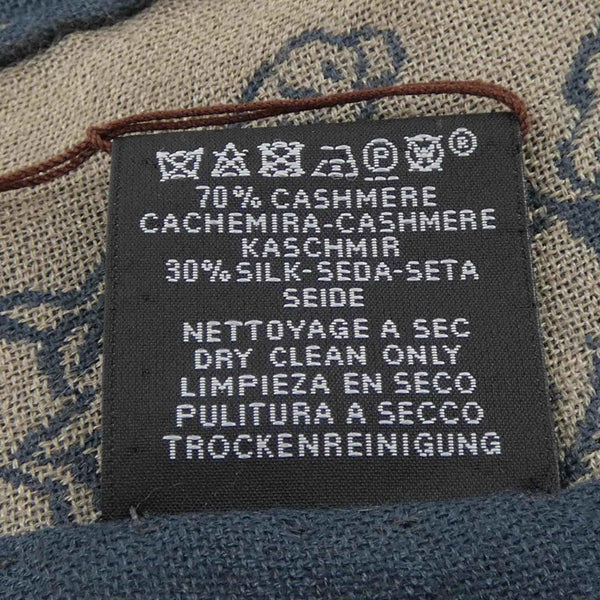 P ®
70% CASHMERE
CACHEMIRA-CASHMERE
KASCHMIR
30% SILK-SEDA-SETA
SEIDE
NETTOYAGE A SEC
DRY CLEAN ONLY
LIMPIEZA EN SECO
PULITURA A SECCO
TROCKENREINIGUNG